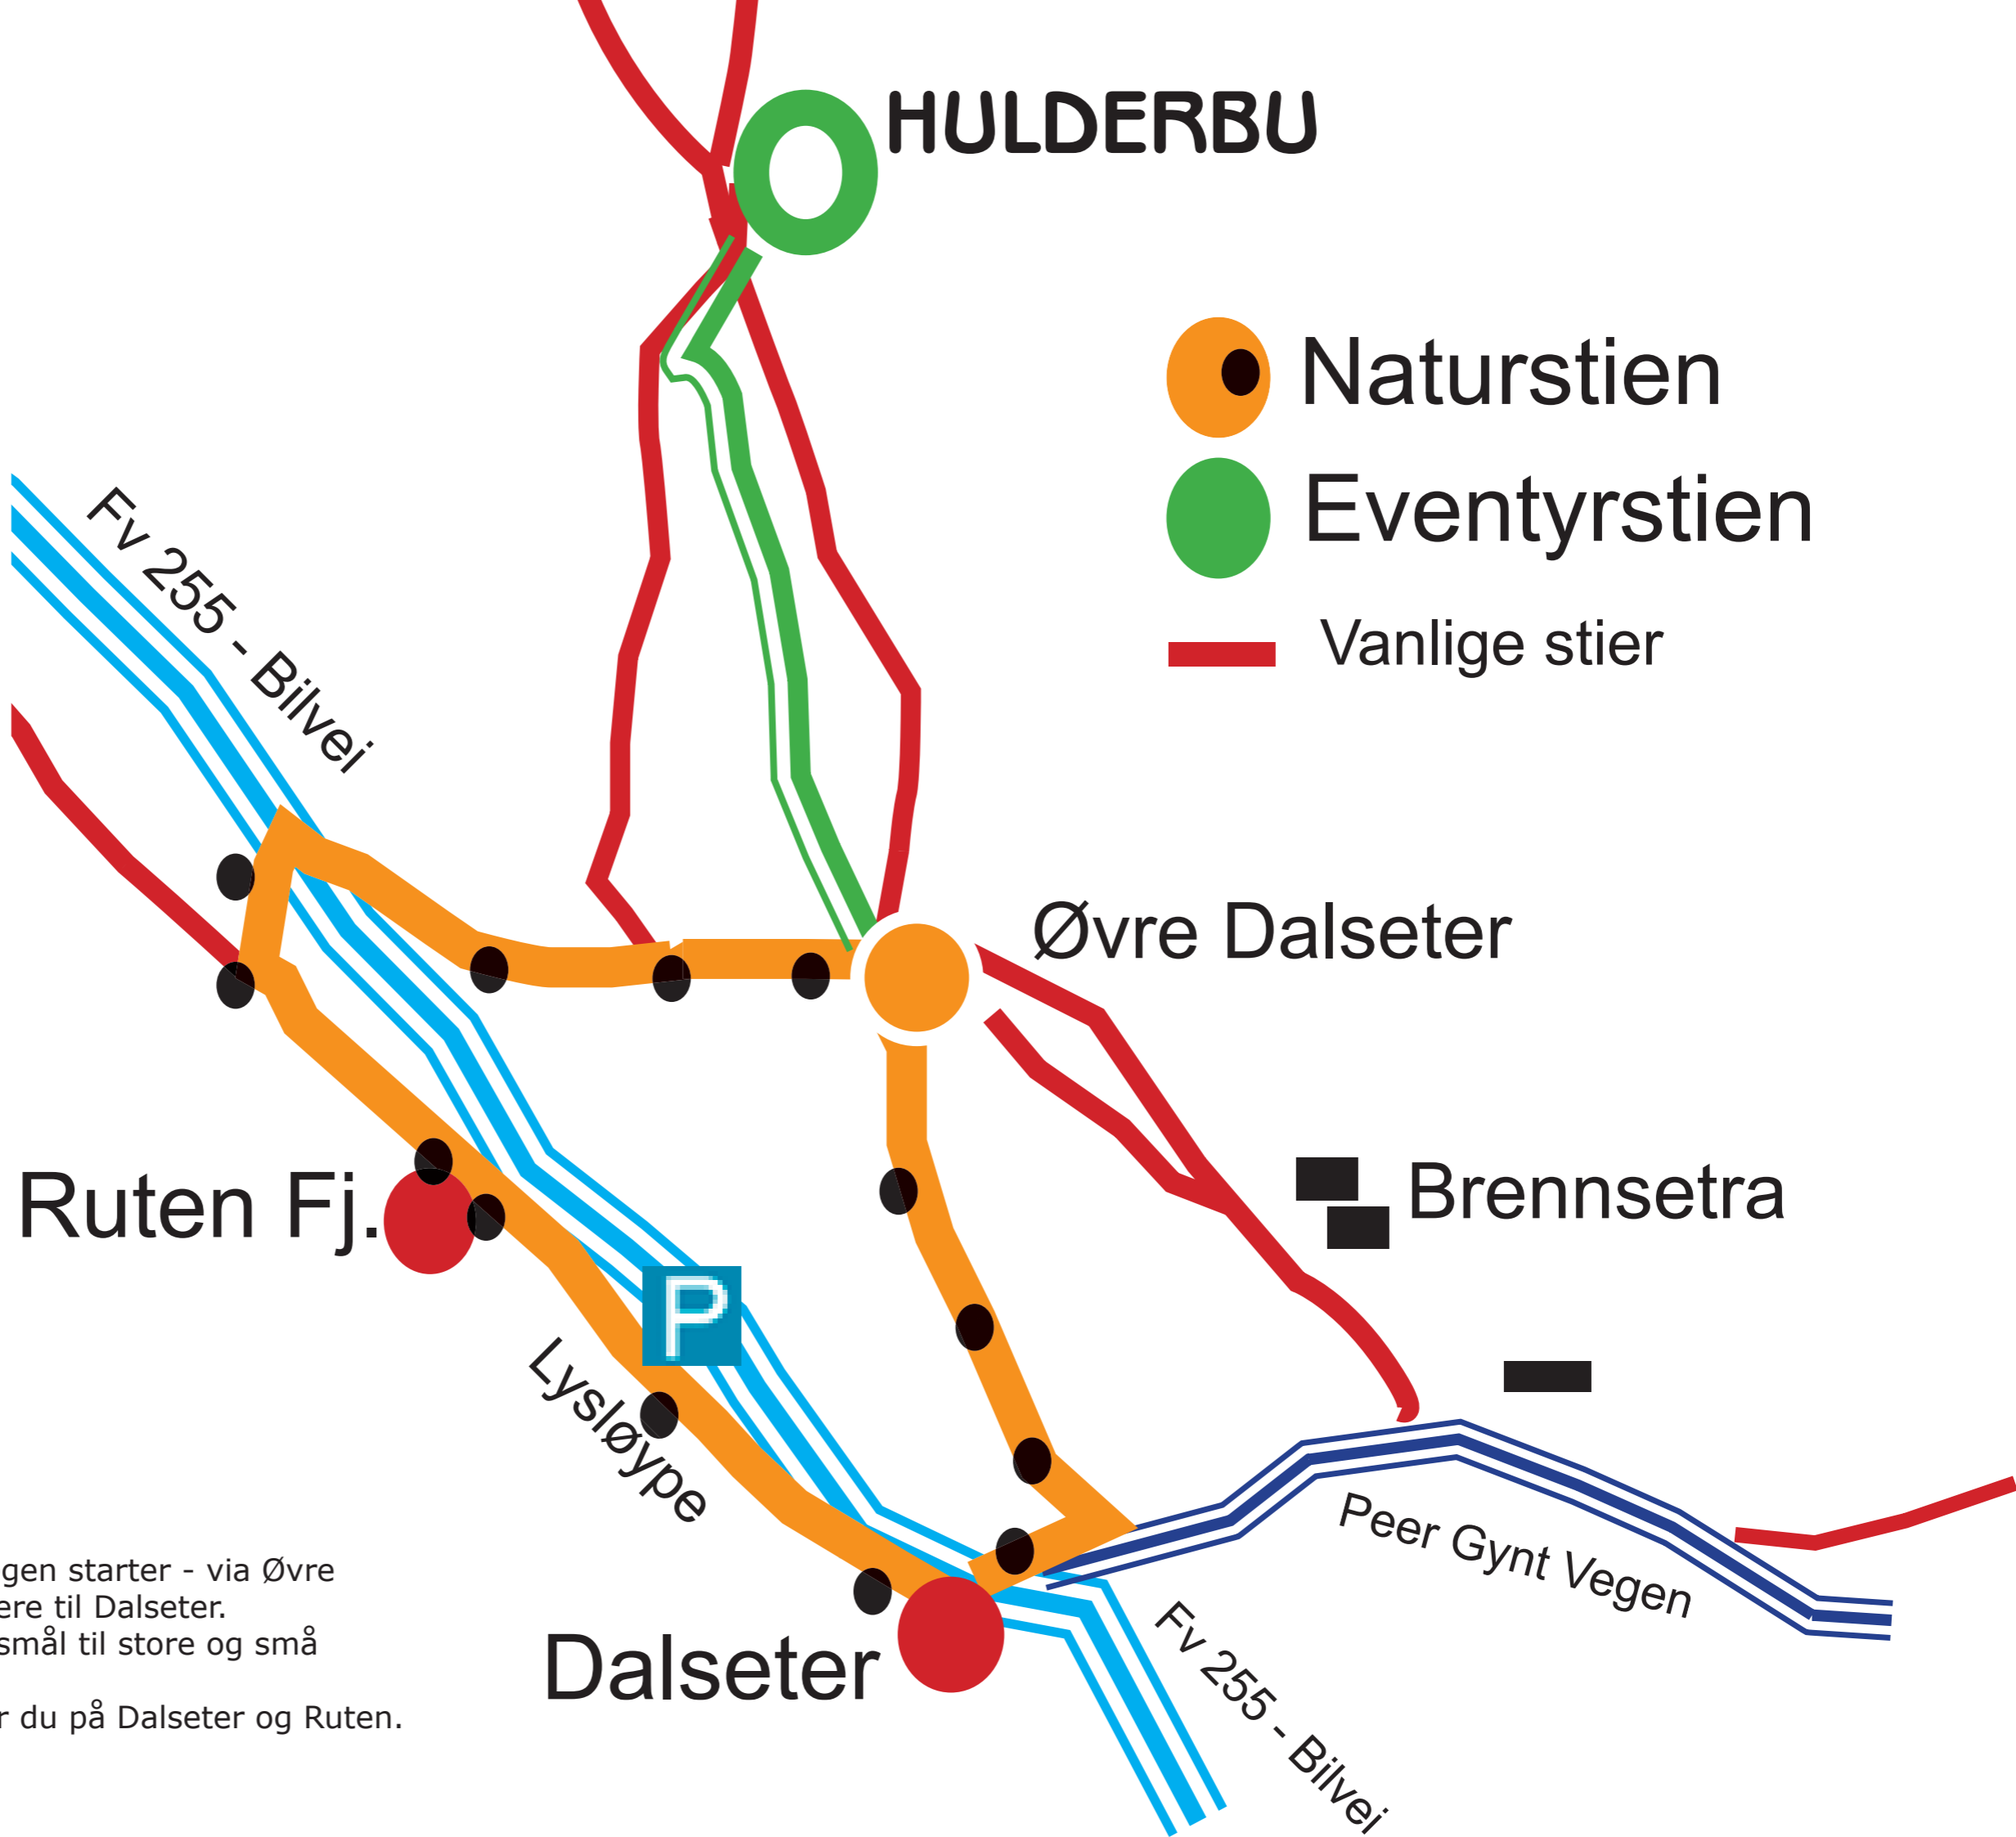 HULDERBU
Naturstien
Eventyrstien
Vanlige stier
Fv 255 - Bilvei
Øvre Dalseter
Ruten Fj.
Brennsetra
P
Lysløype
Peer Gynt Vegen
Dalseter
Fv 255 - Bilvei
gen starter - via Øvre
ere til Dalseter.
smål til store og små
r du på Dalseter og Ruten.